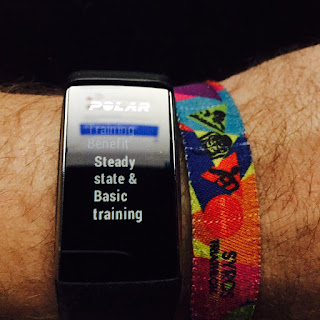 POLAR
Training
Benefit
Steady
state &
Basic
training